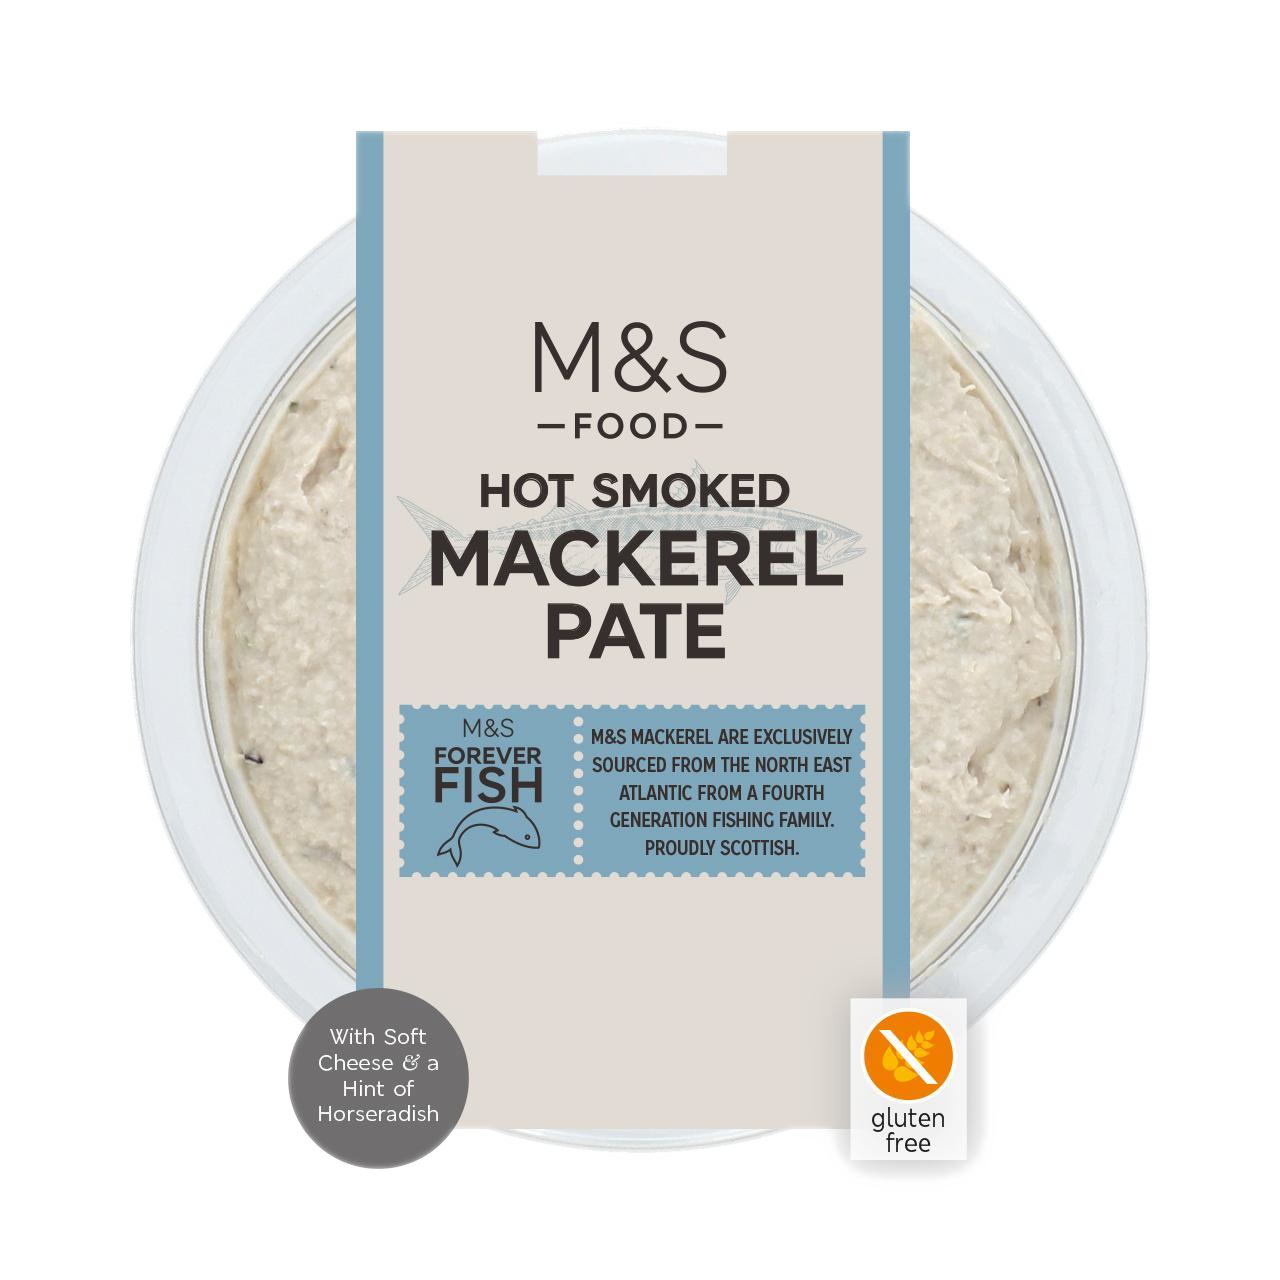 M&S
—FOOD—
HOT SMOKED
MACKEREL
PATE
M&S
FOREVER
FISH
M&S MACKEREL ARE EXCLUSIVELY
SOURCED FROM THE NORTH EAST
ATLANTIC FROM A FOURTH
GENERATION FISHING FAMILY.
PROUDLY SCOTTISH.
With Soft
Cheese & a
Hint of
Horseradish
gluten
free